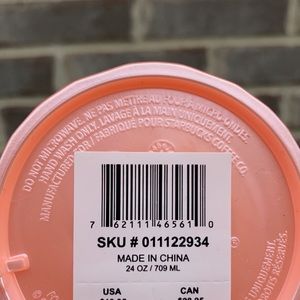 DO NOT MICROWAVE. NE PAS METTRE AU FOUR À MICRO-ONDES.
HAND WASH ONLY. LAVAGE À LA MAIN UNIQUEMENT.
MANUFACTURED FOR / FABRIQUÉ POUR STARBUCKS COFFEE CO.
7 62111 46561 0
SKU # 011122934
MADE IN CHINA
24 OZ / 709 ML
USA CAN